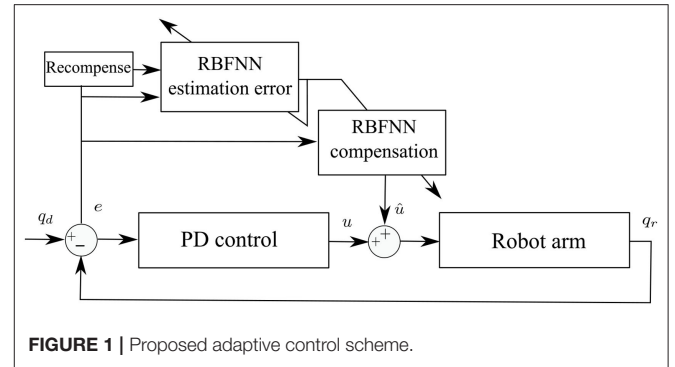 Recompense
RBFNN
estimation error
RBFNN
compensation
q_d
e
+
−
PD control
u
û
+
+
Robot arm
q_r
FIGURE 1 | Proposed adaptive control scheme.